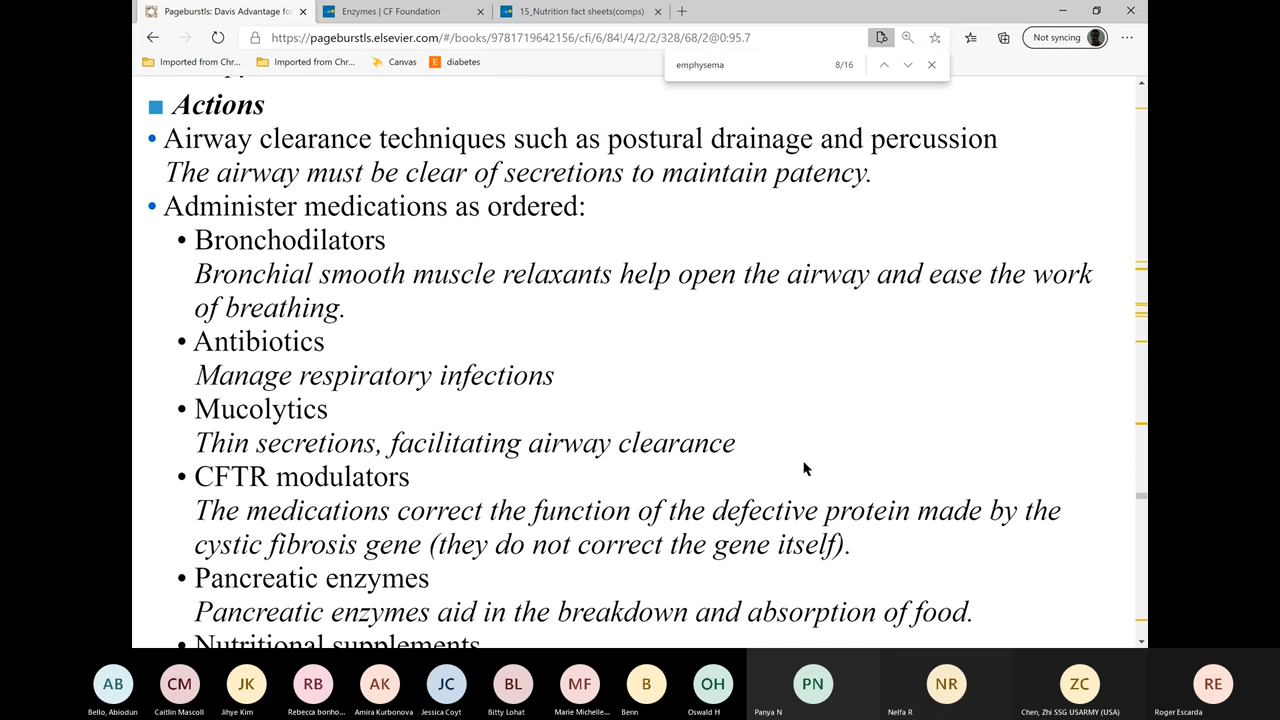 Pageburstls: Davis Advantage for
Enzymes | CF Foundation
15_Nutrition fact sheets(comps)
https://pageburstls.elsevier.com/#/books/9781719642156/cfi/6/84!/4/2/2/328/68/2@0:95.7
Not syncing
Imported from Chr...
Imported from Chr...
Canvas
diabetes
emphysema
8/16
Actions
• Airway clearance techniques such as postural drainage and percussion
The airway must be clear of secretions to maintain patency.
• Administer medications as ordered:
• Bronchodilators
Bronchial smooth muscle relaxants help open the airway and ease the work
of breathing.
• Antibiotics
Manage respiratory infections
• Mucolytics
Thin secretions, facilitating airway clearance
• CFTR modulators
The medications correct the function of the defective protein made by the
cystic fibrosis gene (they do not correct the gene itself).
• Pancreatic enzymes
Pancreatic enzymes aid in the breakdown and absorption of food.
• Nutritional supplements
AB CM JK RB AK JC BL MF B OH PN NR ZC RE
Bello, Abiodun Caitlin Mascoll Jihye Kim Rebecca bonho... Amira Kurbonova Jessica Coyt Bitty Lohat Marie Michelle... Benn Oswald H Panya N Nelfa R Chen, Zhi SSG USARMY (USA) Roger Escarda